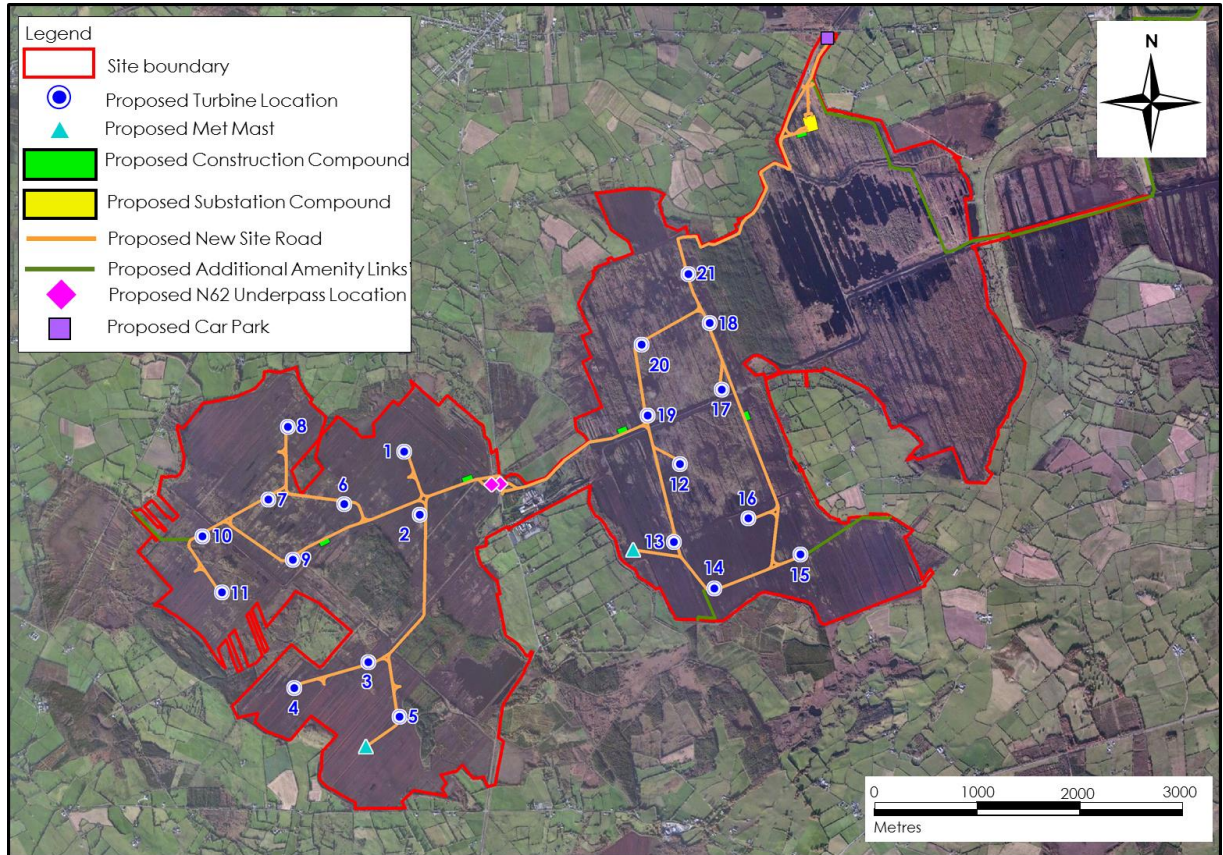 Legend
Site boundary
Proposed Turbine Location
Proposed Met Mast
Proposed Construction Compound
Proposed Substation Compound
Proposed New Site Road
Proposed Additional Amenity Links'
Proposed N62 Underpass Location
Proposed Car Park
N
21
18
20
17
19
8
1
12
7
6
16
2
10
13
9
15
14
11
3
4
5
0 1000 2000 3000
Metres